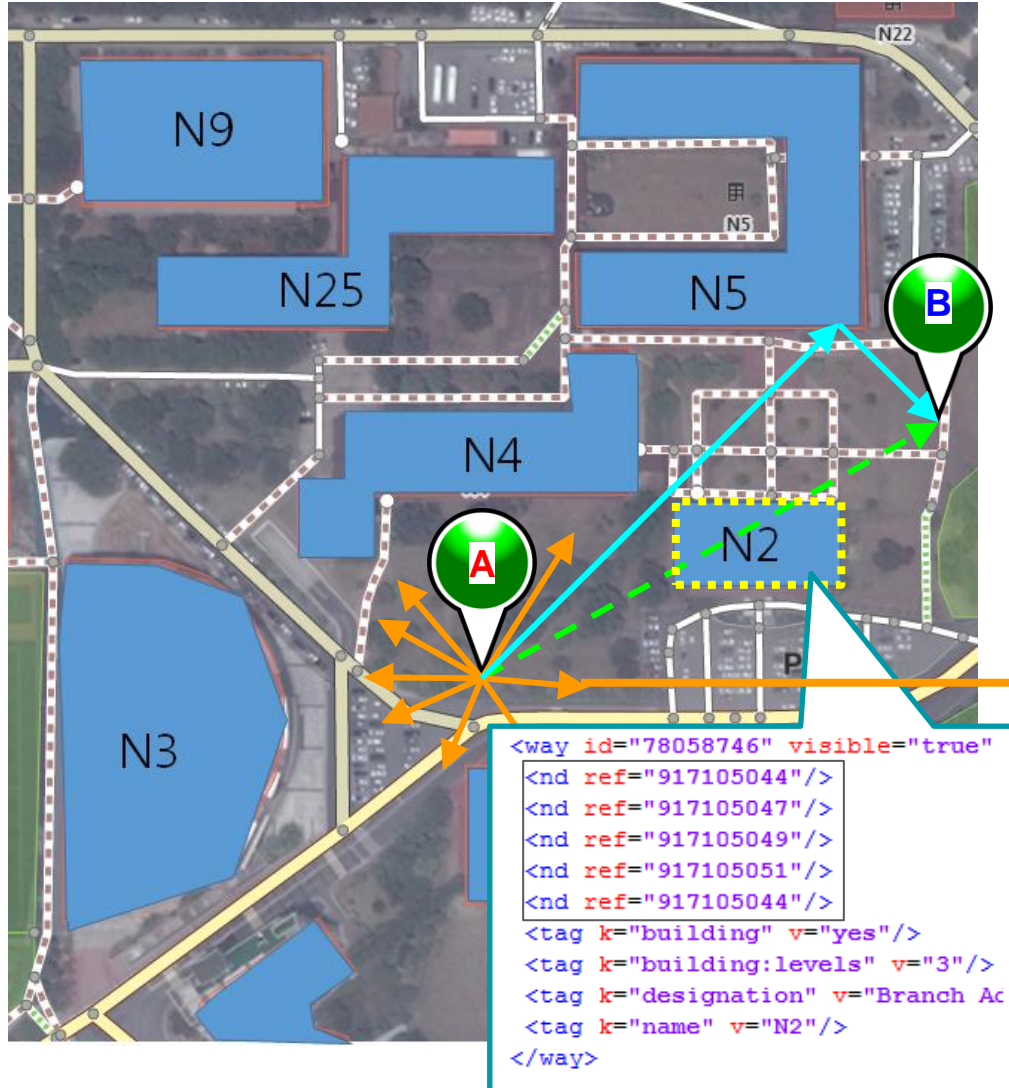 N22
N9
N5
N25
N5
B
N4
N2
A
P
N3
<way id="78058746" visible="true"
<nd ref="917105044"/>
<nd ref="917105047"/>
<nd ref="917105049"/>
<nd ref="917105051"/>
<nd ref="917105044"/>
<tag k="building" v="yes"/>
<tag k="building:levels" v="3"/>
<tag k="designation" v="Branch Ad
<tag k="name" v="N2"/>
</way>